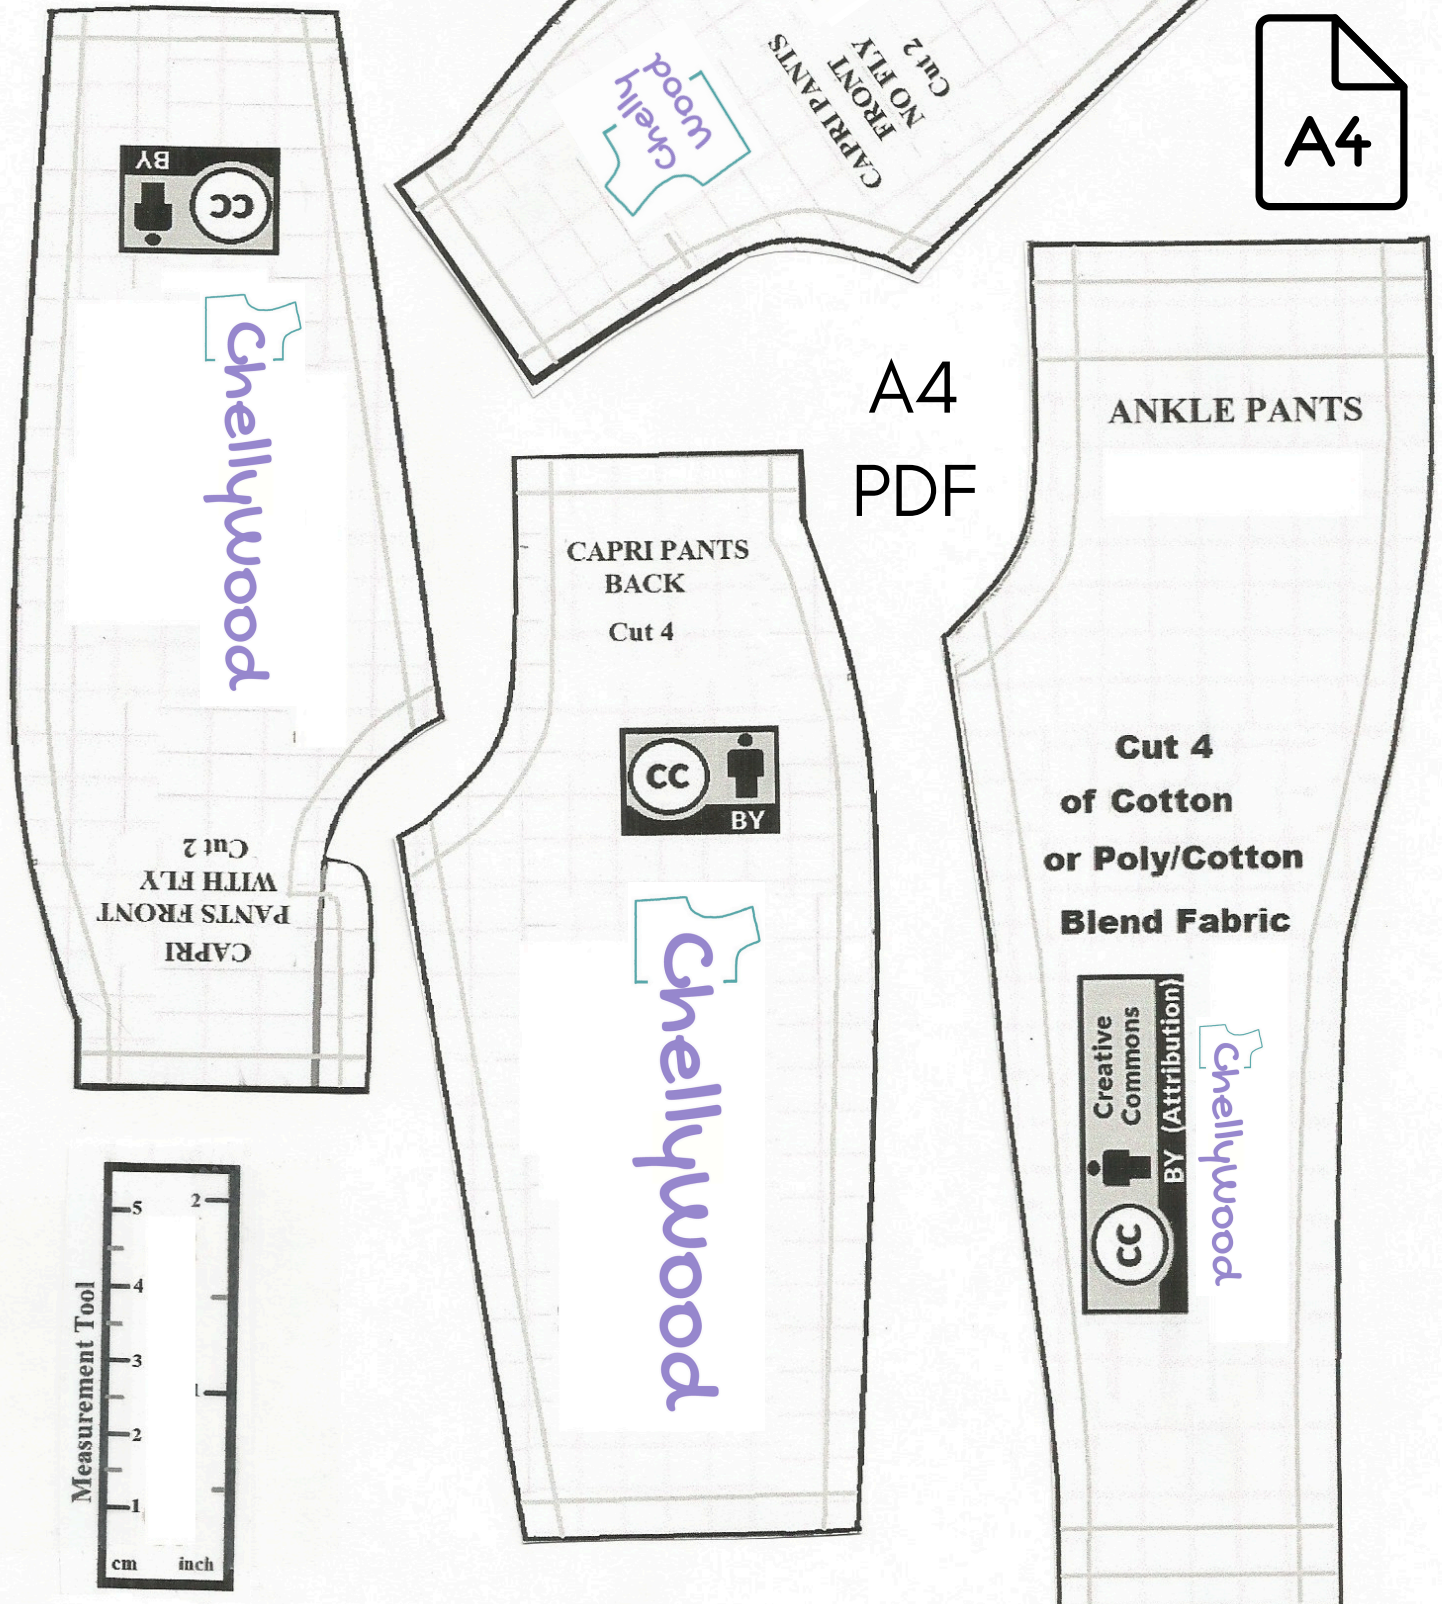 BY
CC
Chellywood
Cut 2
WITH FLY
PANTS FRONT
CAPRI
Chelly
Wood
CAPRI PANTS
FRONT
NO FLY
Cut 2
A4
A4
PDF
CAPRI PANTS
BACK
Cut 4
CC
BY
Chellywood
ANKLE PANTS
Cut 4
of Cotton
or Poly/Cotton
Blend Fabric
CC
Creative
Commons
BY (Attribution)
Chellywood
Measurement Tool
5
4
3
2
1
cm
2
1
inch